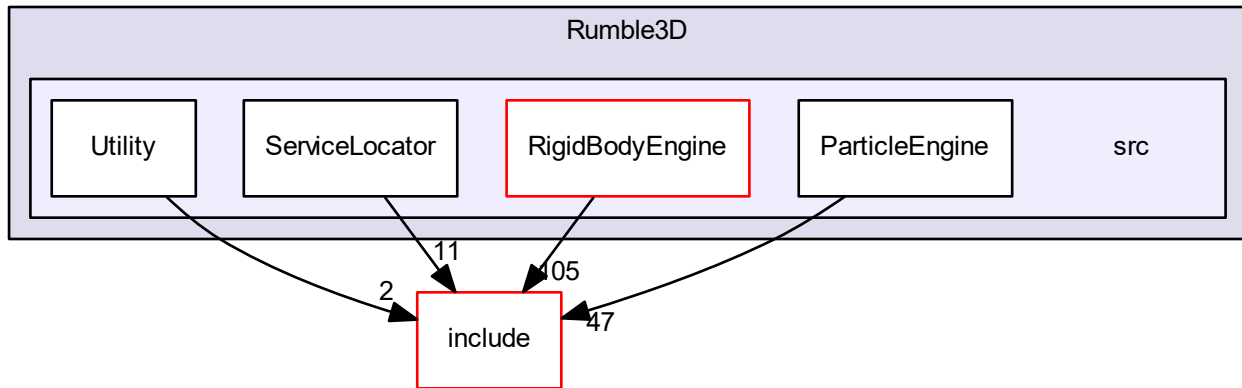 Rumble3D
Utility
ServiceLocator
RigidBodyEngine
ParticleEngine
src
11
105
2
47
include